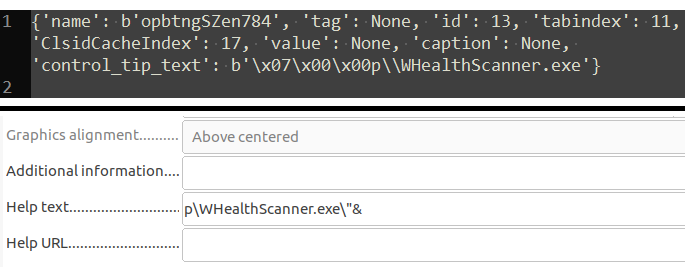 1 {'name': b'opbtngSZen784', 'tag': None, 'id': 13, 'tabindex': 11,
'ClsidCacheIndex': 17, 'value': None, 'caption': None,
'control_tip_text': b'\x07\x00\x00p\\WHealthScanner.exe'}
2
Graphics alignment.......... Above centered
Additional information....
Help text........................... p\WHealthScanner.exe\"&
Help URL...........................